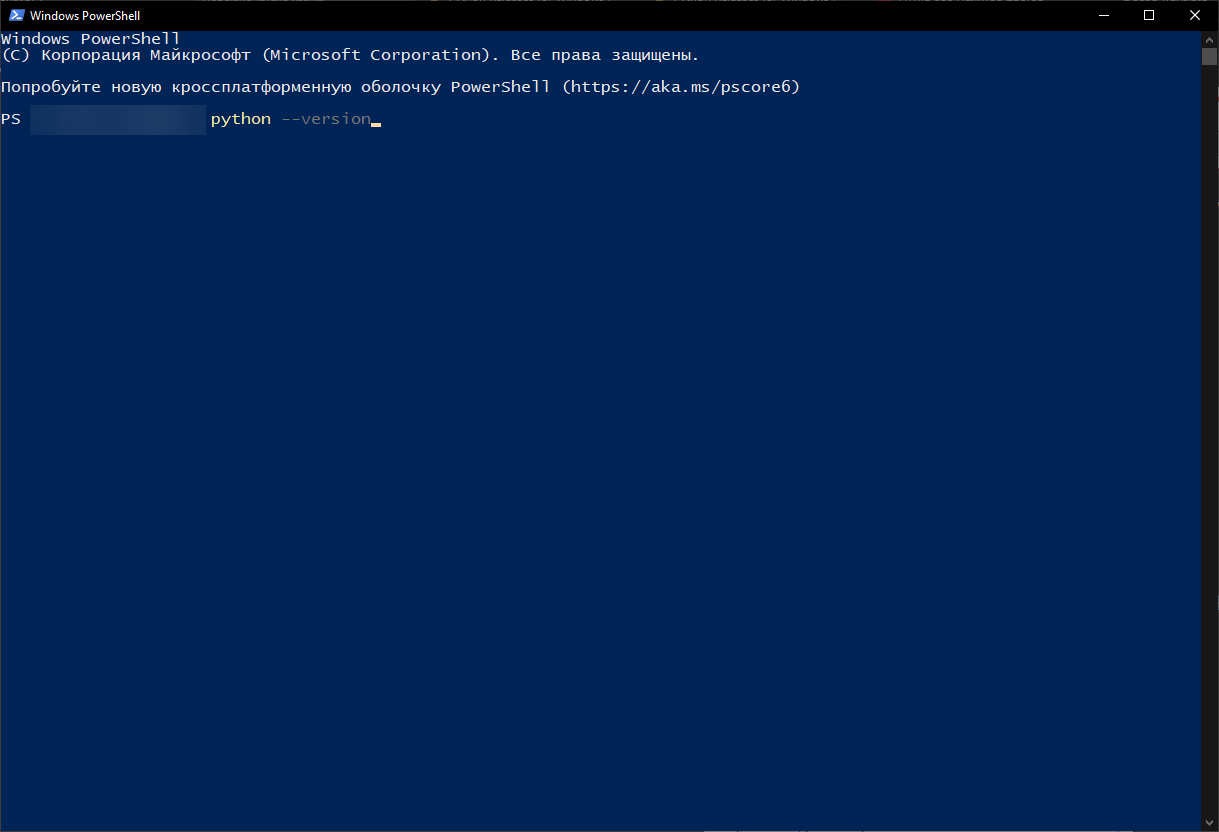 Windows PowerShell
Windows PowerShell
(C) Корпорация Майкрософт (Microsoft Corporation). Все права защищены.
Попробуйте новую кроссплатформенную оболочку PowerShell (https://aka.ms/pscore6)
PS python --version